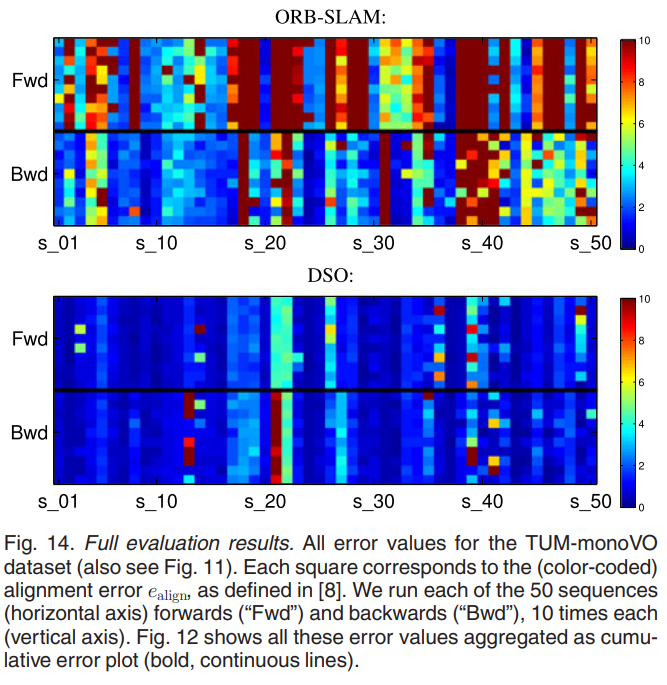 ORB-SLAM:
Fwd
Bwd
s_01 s_10 s_20 s_30 s_40 s_50
10
8
6
4
2
0
DSO:
Fwd
Bwd
s_01 s_10 s_20 s_30 s_40 s_50
10
8
6
4
2
0
Fig. 14. Full evaluation results. All error values for the TUM-monoVO
dataset (also see Fig. 11). Each square corresponds to the (color-coded)
alignment error e_align, as defined in [8]. We run each of the 50 sequences
(horizontal axis) forwards (“Fwd”) and backwards (“Bwd”), 10 times each
(vertical axis). Fig. 12 shows all these error values aggregated as cumu-
lative error plot (bold, continuous lines).